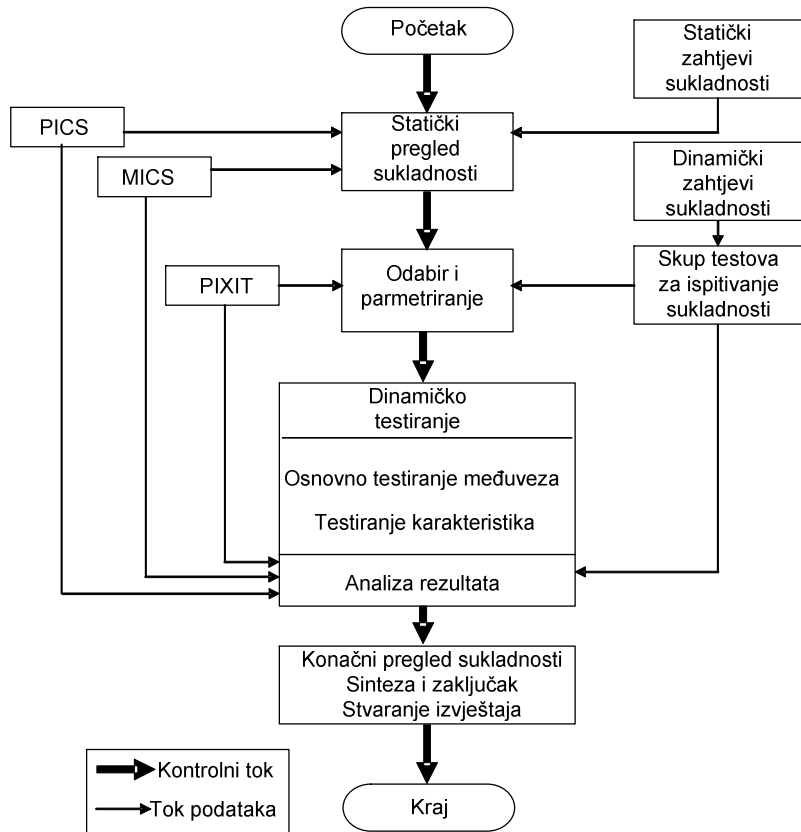 Početak
Statički
zahtjevi
sukladnosti
PICS
Statički
pregled
sukladnosti
MICS
Dinamički
zahtjevi
sukladnosti
PIXIT
Odabir i
parmetriranje
Skup testova
za ispitivanje
sukladnosti
Dinamičko
testiranje
Osnovno testiranje međuveza
Testiranje karakteristika
Analiza rezultata
Konačni pregled sukladnosti
Sinteza i zaključak
Stvaranje izvještaja
Kontrolni tok
Tok podataka
Kraj